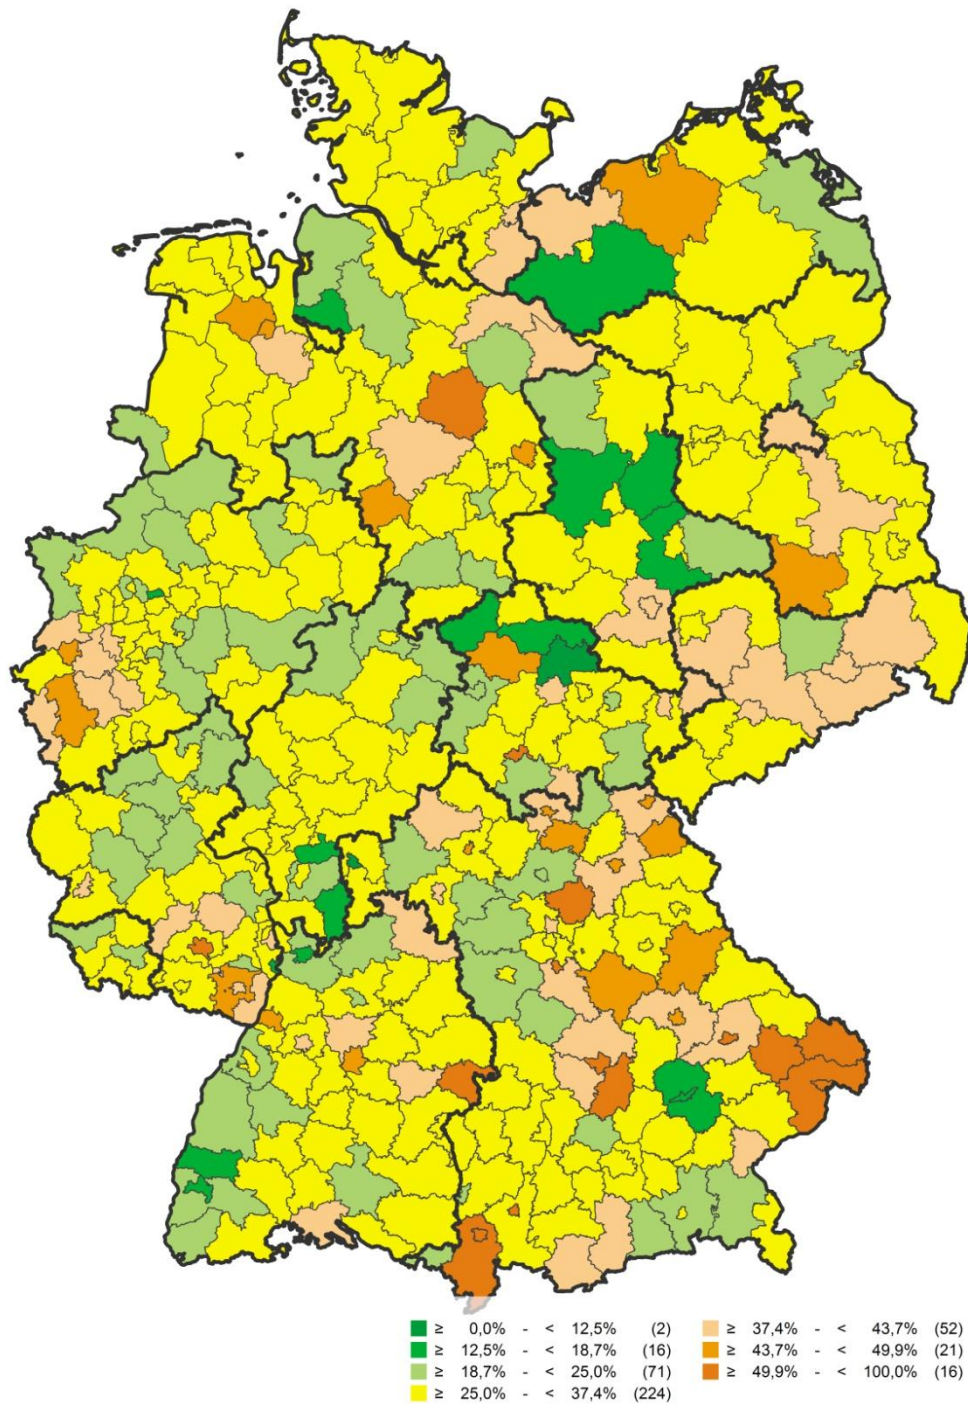 ≥ 0,0% - < 12,5% (2)
≥ 12,5% - < 18,7% (16)
≥ 18,7% - < 25,0% (71)
≥ 25,0% - < 37,4% (224)
≥ 37,4% - < 43,7% (52)
≥ 43,7% - < 49,9% (21)
≥ 49,9% - < 100,0% (16)